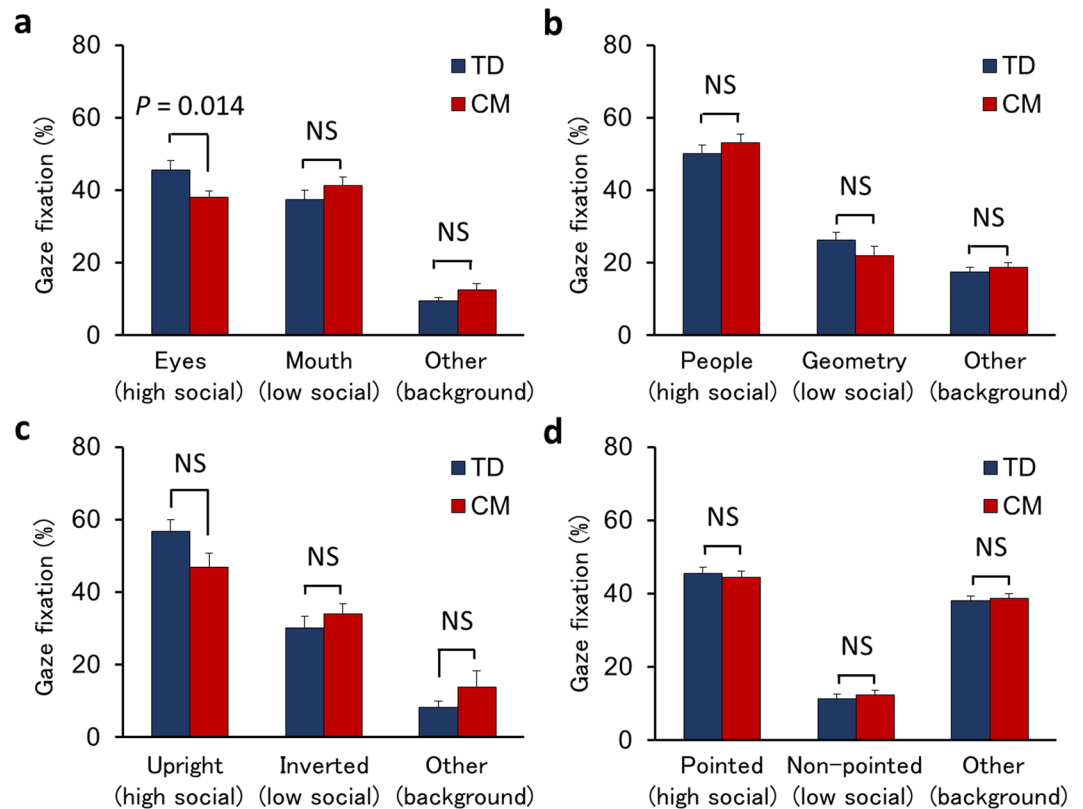 a
80
60
40
20
0
Gaze fixation (%)
TD
CM
P = 0.014
NS
NS
Eyes
(high social)
Mouth
(low social)
Other
(background)
b
80
60
40
20
0
Gaze fixation (%)
TD
CM
NS
NS
NS
People
(high social)
Geometry
(low social)
Other
(background)
c
80
60
40
20
0
Gaze fixation (%)
TD
CM
NS
NS
NS
Upright
(high social)
Inverted
(low social)
Other
(background)
d
80
60
40
20
0
Gaze fixation (%)
TD
CM
NS
NS
NS
Pointed
(high social)
Non-pointed
(low social)
Other
(background)